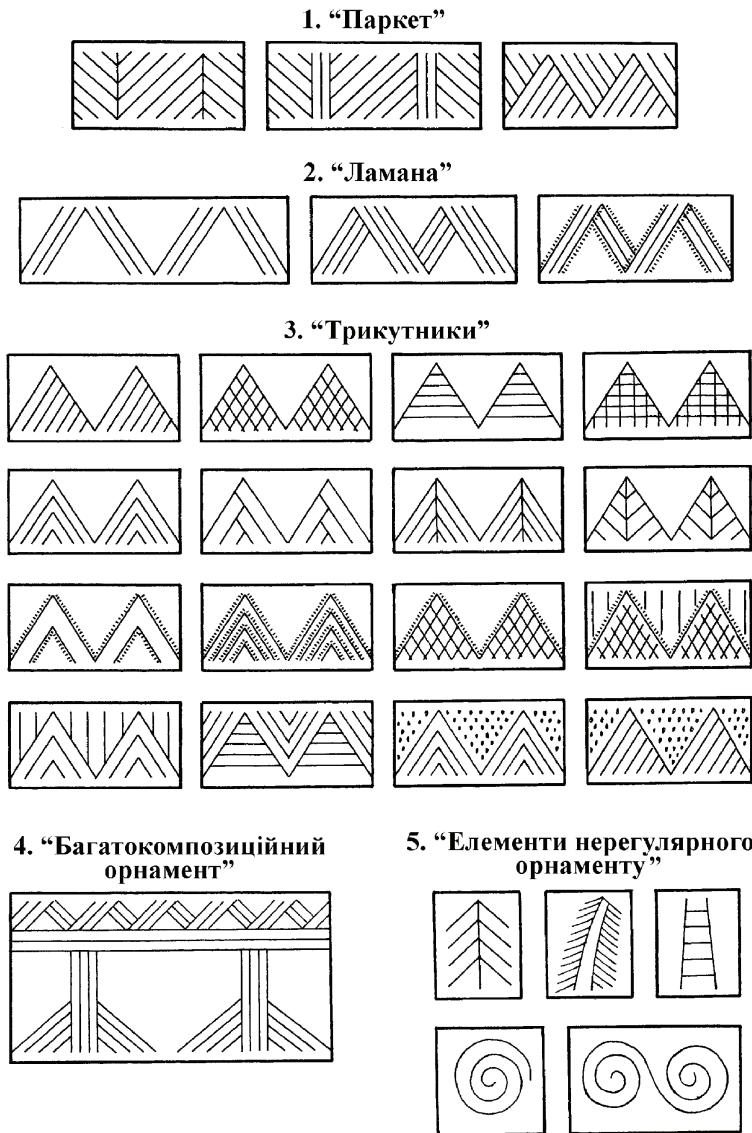 1. “Паркет”
2. “Ламана”
3. “Трикутники”
4. “Багатокомпозиційний
орнамент”
5. “Елементи нерегулярного
орнаменту”